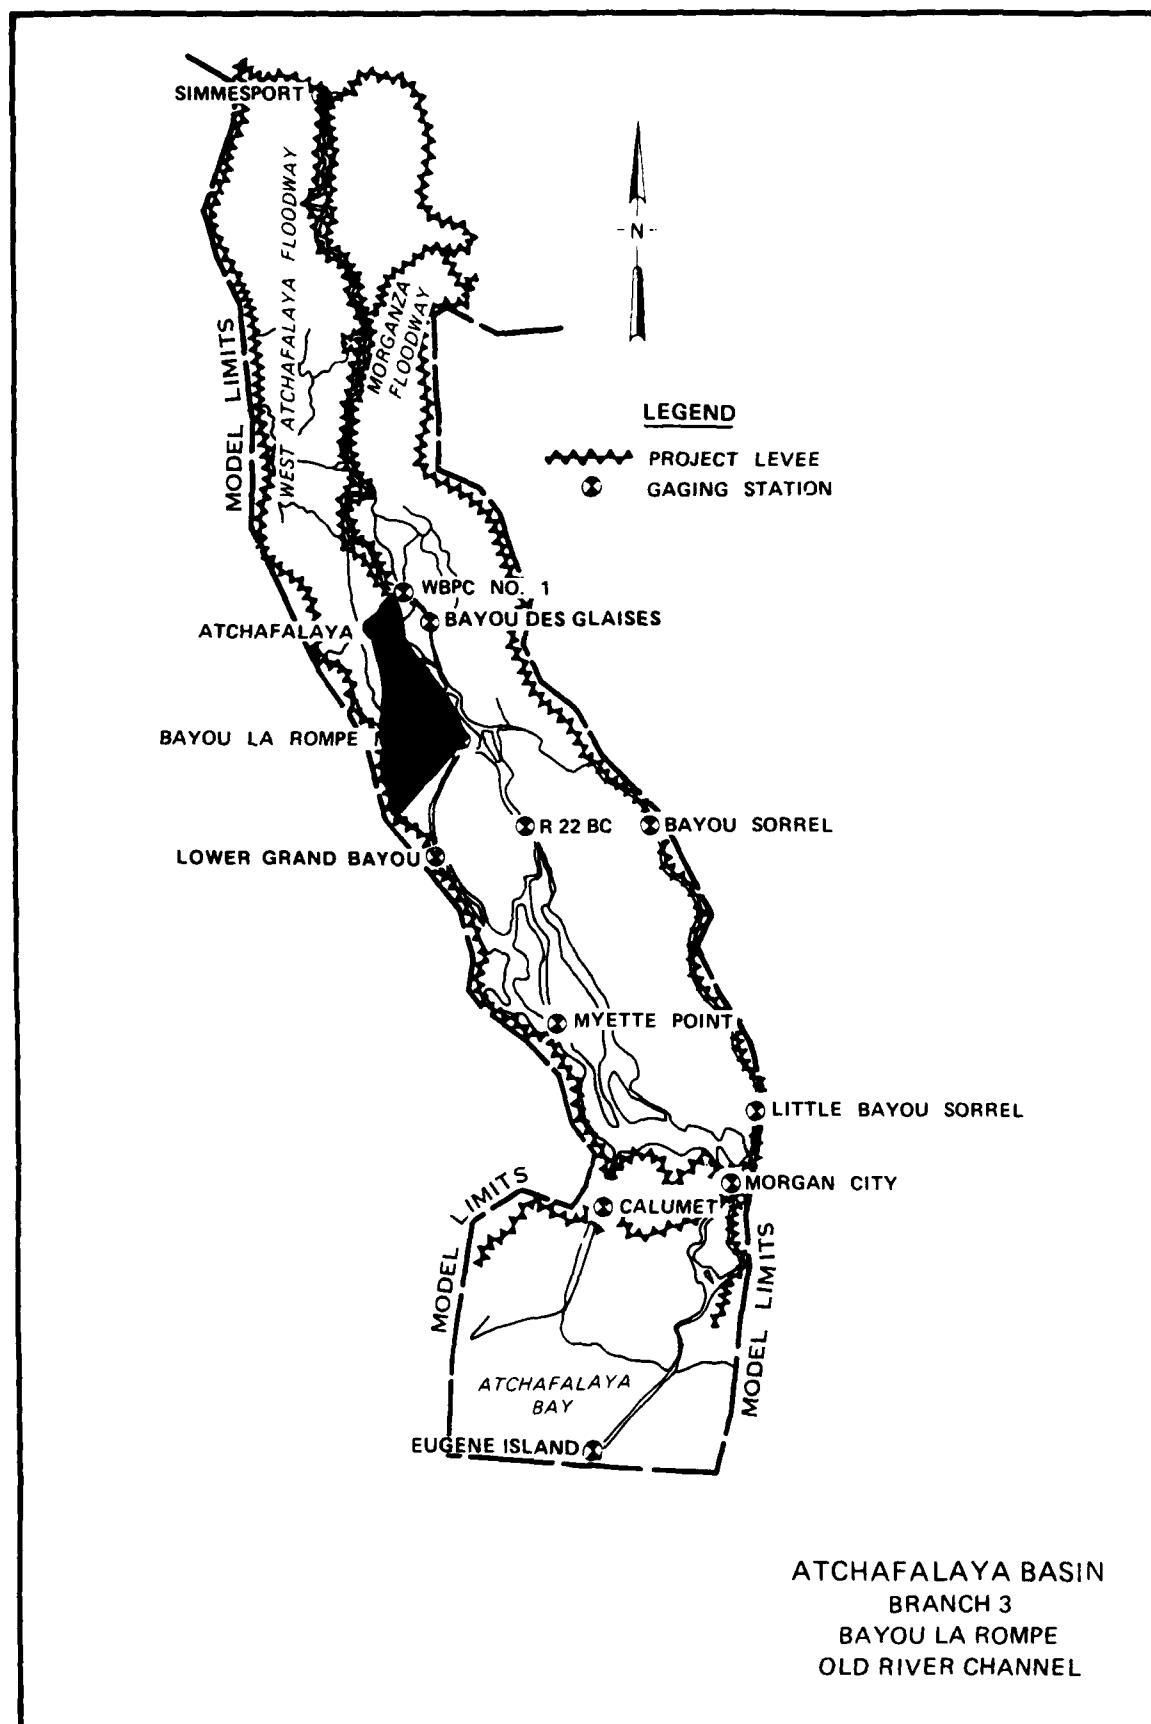 SIMMESPORT
WEST ATCHAFALAYA FLOODWAY
N
MORGANZA
FLOODWAY
MODEL LIMITS
LEGEND
PROJECT LEVEE
GAGING STATION
WBPC NO. 1
BAYOU DES GLAISES
ATCHAFALAYA
BAYOU LA ROMPE
R 22 BC
BAYOU SORREL
LOWER GRAND BAYOU
MYETTE POINT
LITTLE BAYOU SORREL
MORGAN CITY
CALUMET
MODEL LIMITS
MODEL LIMITS
ATCHAFALAYA
BAY
EUGENE ISLAND
ATCHAFALAYA BASIN
BRANCH 3
BAYOU LA ROMPE
OLD RIVER CHANNEL